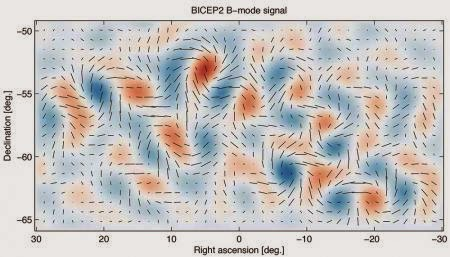 BICEP2 B-mode signal
−50
−55
−60
−65
Declination [deg.]
30 20 10 0 −10 −20 −30
Right ascension [deg.]